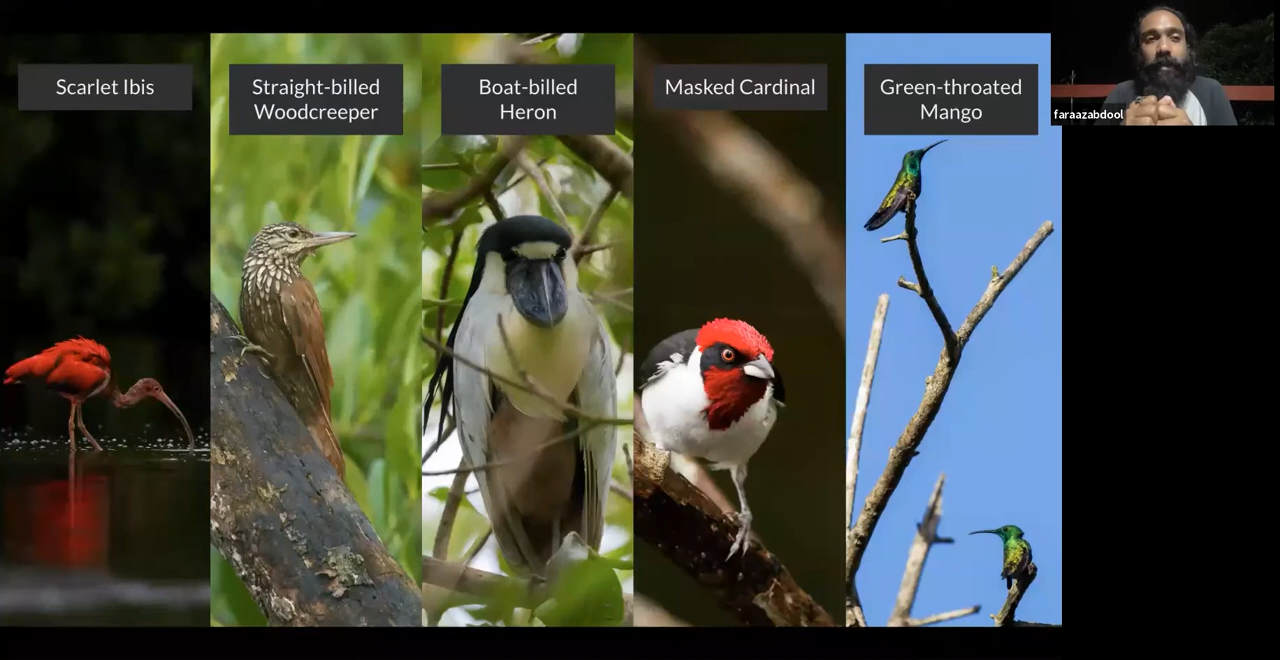 Scarlet Ibis
Straight-billed
Woodcreeper
Boat-billed
Heron
Masked Cardinal
Green-throated
Mango
faraazabdool